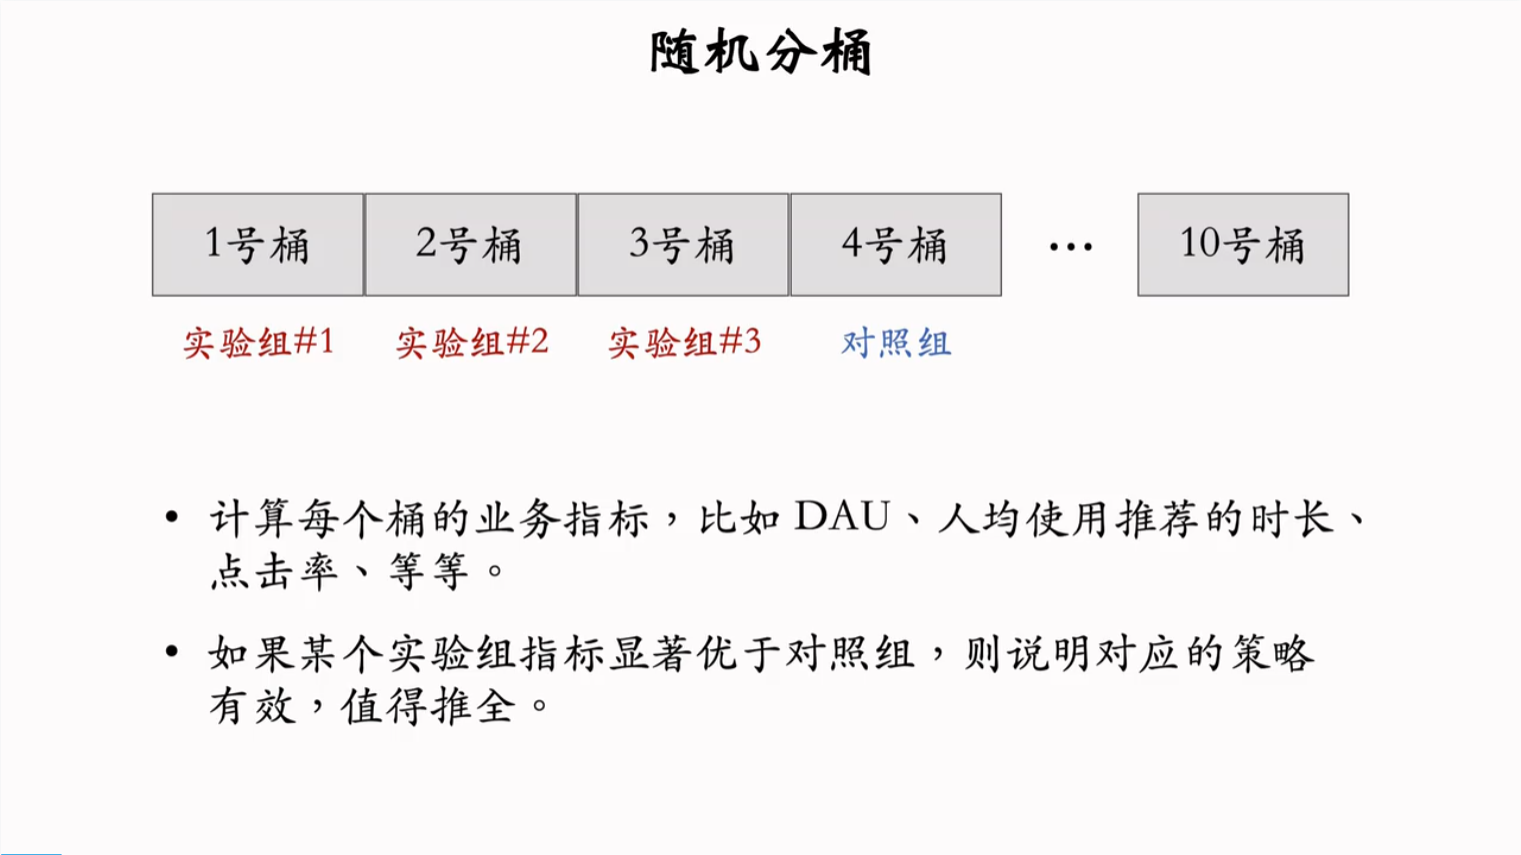 随机分桶
1号桶 2号桶 3号桶 4号桶 ··· 10号桶
实验组#1 实验组#2 实验组#3 对照组
• 计算每个桶的业务指标，比如 DAU、人均使用推荐的时长、
点击率、等等。
• 如果某个实验组指标显著优于对照组，则说明对应的策略
有效，值得推全。